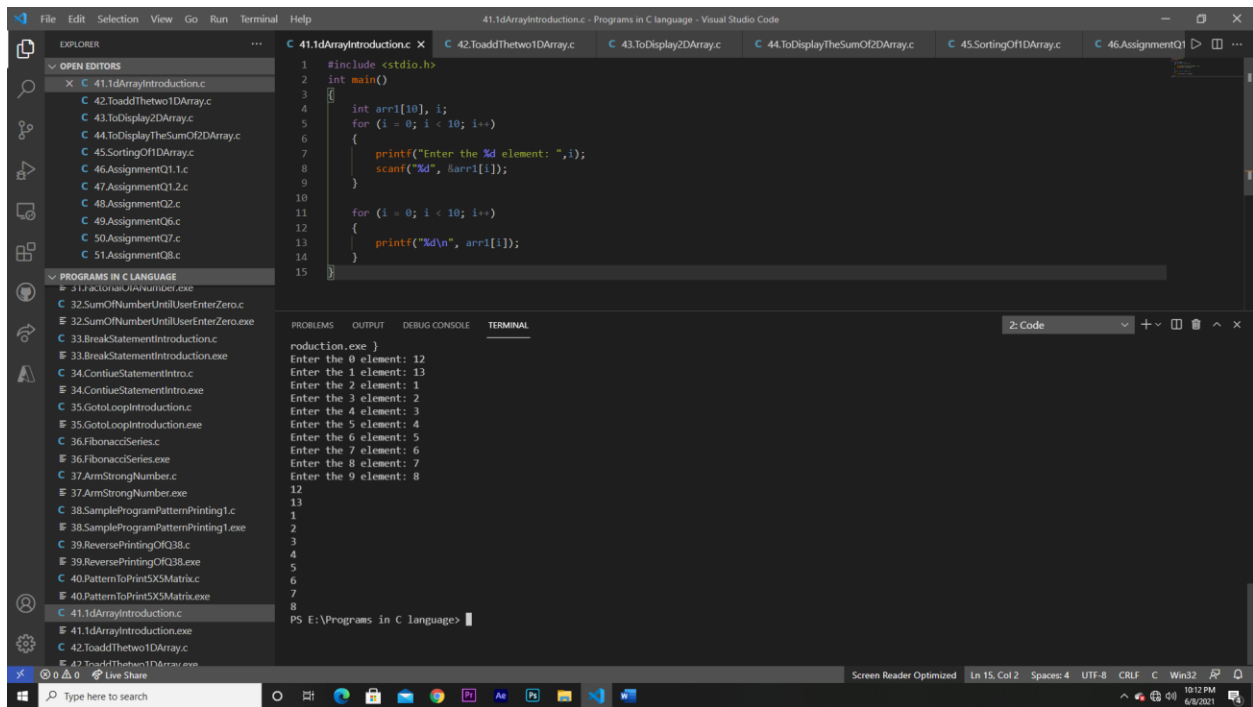 File Edit Selection View Go Run Terminal Help 41.1dArrayIntroduction.c - Programs in C language - Visual Studio Code
EXPLORER
OPEN EDITORS
41.1dArrayIntroduction.c
42.ToaddThetwo1DArray.c
43.ToDisplay2DArray.c
44.ToDisplayTheSumOf2DArray.c
45.SortingOf1DArray.c
46.AssignmentQ1.1.c
47.AssignmentQ1.2.c
48.AssignmentQ2.c
49.AssignmentQ6.c
50.AssignmentQ7.c
51.AssignmentQ8.c
PROGRAMS IN C LANGUAGE
31.FactorialOfANumber.exe
32.SumOfNumberUntilUserEnterZero.c
32.SumOfNumberUntilUserEnterZero.exe
33.BreakStatementIntroduction.c
33.BreakStatementIntroduction.exe
34.ContiueStatementIntro.c
34.ContiueStatementIntro.exe
35.GotoLoopIntroduction.c
35.GotoLoopIntroduction.exe
36.FibonacciSeries.c
36.FibonacciSeries.exe
37.ArmStrongNumber.c
37.ArmStrongNumber.exe
38.SampleProgramPatternPrinting1.c
38.SampleProgramPatternPrinting1.exe
39.ReversePrintingOfQ38.c
39.ReversePrintingOfQ38.exe
40.PatternToPrint5X5Matrix.c
40.PatternToPrint5X5Matrix.exe
41.1dArrayIntroduction.c
41.1dArrayIntroduction.exe
42.ToaddThetwo1DArray.c
42.ToaddThetwo1DArray.exe
41.1dArrayIntroduction.c 42.ToaddThetwo1DArray.c 43.ToDisplay2DArray.c 44.ToDisplayTheSumOf2DArray.c 45.SortingOf1DArray.c 46.AssignmentQ1
1 #include <stdio.h>
2 int main()
3 {
4 int arr1[10], i;
5 for (i = 0; i < 10; i++)
6 {
7 printf("Enter the %d element: ",i);
8 scanf("%d", &arr1[i]);
9 }
10
11 for (i = 0; i < 10; i++)
12 {
13 printf("%d\n", arr1[i]);
14 }
15 }
PROBLEMS OUTPUT DEBUG CONSOLE TERMINAL 2: Code
roduction.exe }
Enter the 0 element: 12
Enter the 1 element: 13
Enter the 2 element: 1
Enter the 3 element: 2
Enter the 4 element: 3
Enter the 5 element: 4
Enter the 6 element: 5
Enter the 7 element: 6
Enter the 8 element: 7
Enter the 9 element: 8
12
13
1
2
3
4
5
6
7
8
PS E:\Programs in C language>
0 0 Live Share Screen Reader Optimized Ln 15, Col 2 Spaces: 4 UTF-8 CRLF C Win32
Type here to search Pr Ae Ps 10:12 PM
6/8/2021
4